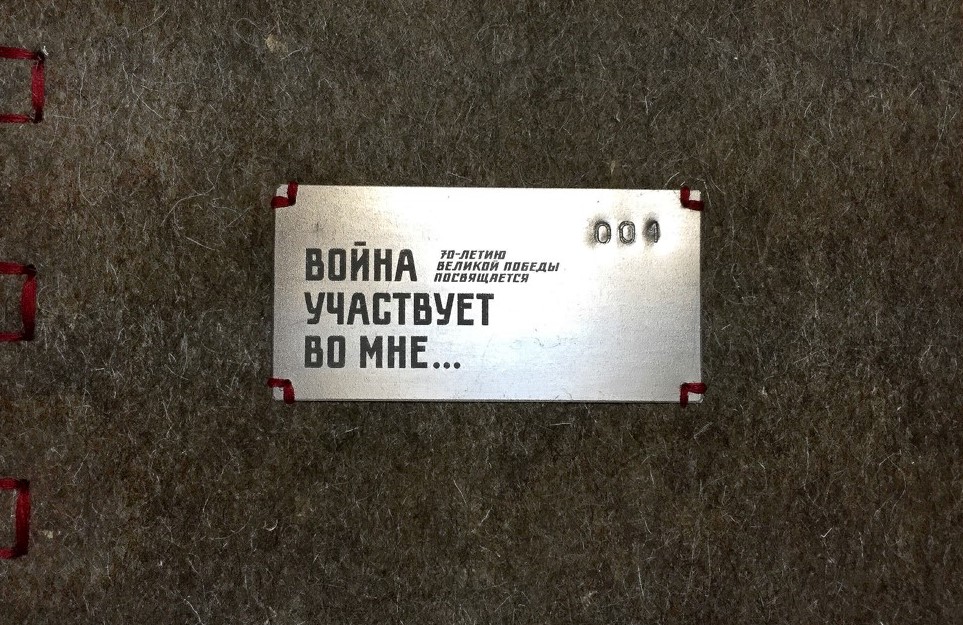 004
ВОЙНА
70-ЛЕТИЮ
ВЕЛИКОЙ ПОБЕДЫ
ПОСВЯЩАЕТСЯ
УЧАСТВУЕТ
ВО МНЕ...